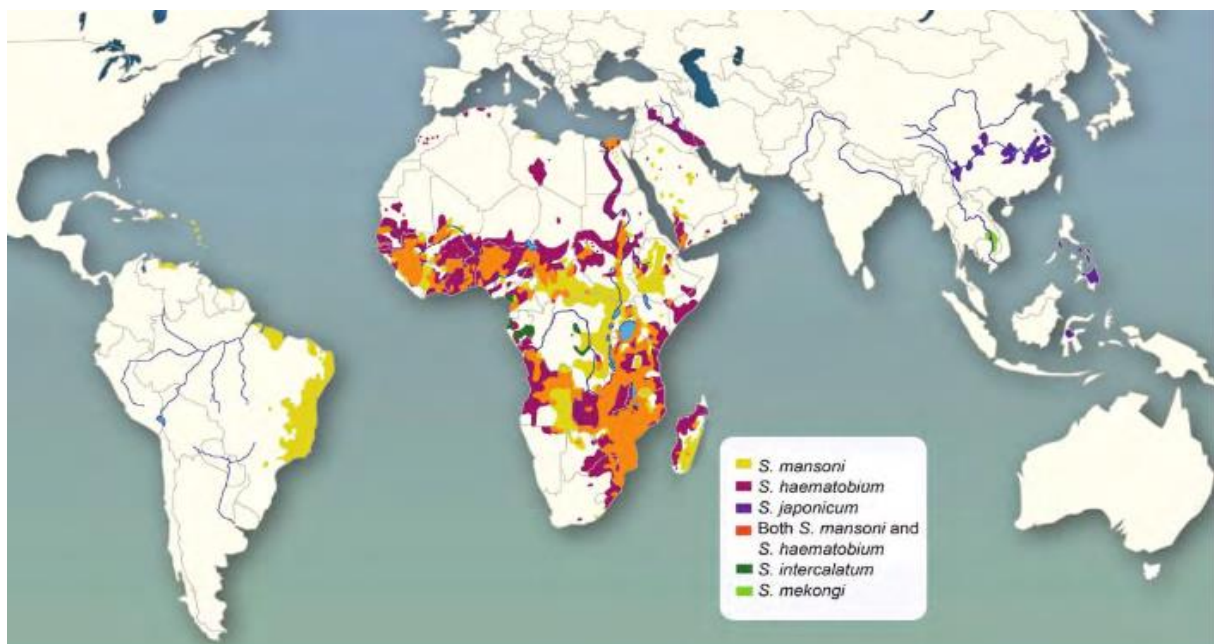 S. mansoni
S. haematobium
S. japonicum
Both S. mansoni and
S. haematobium
S. intercalatum
S. mekongi